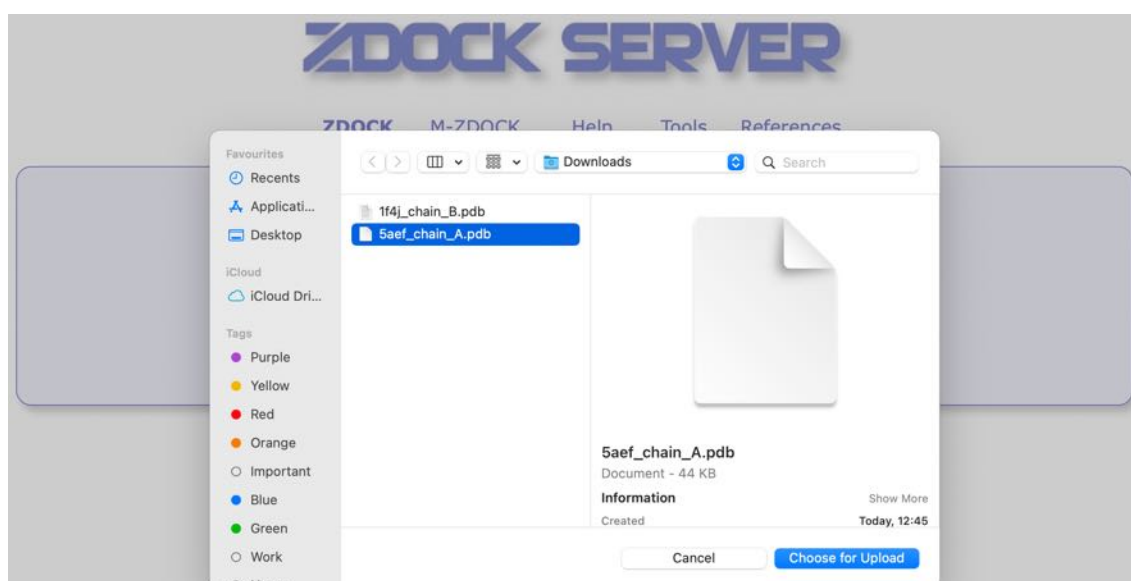 ZDOCK SERVER
ZDOCK M-ZDOCK Help Tools References
Favourites
Recents
Applicati...
Desktop
iCloud
iCloud Dri...
Tags
Purple
Yellow
Red
Orange
Important
Blue
Green
Work
Downloads
Search
1f4j_chain_B.pdb
5aef_chain_A.pdb
5aef_chain_A.pdb
Document - 44 KB
Information Show More
Created Today, 12:45
Cancel Choose for Upload